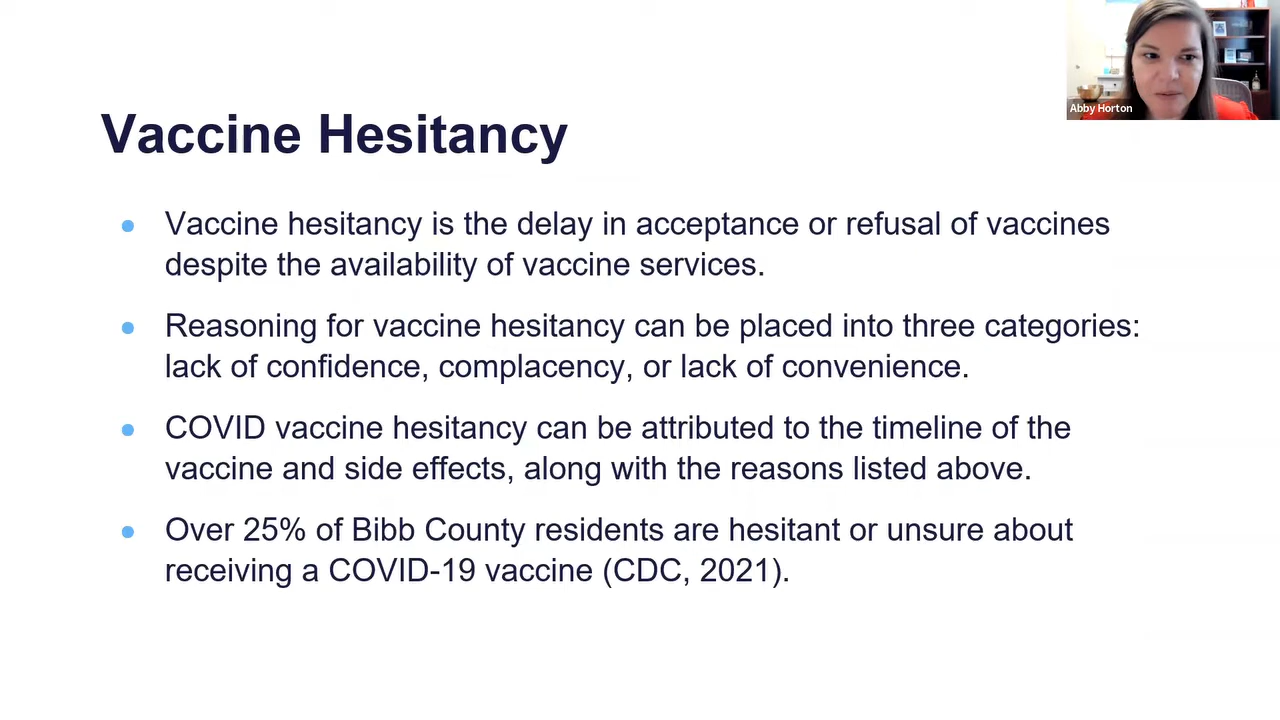 Abby Horton
Vaccine Hesitancy
● Vaccine hesitancy is the delay in acceptance or refusal of vaccines
despite the availability of vaccine services.
● Reasoning for vaccine hesitancy can be placed into three categories:
lack of confidence, complacency, or lack of convenience.
● COVID vaccine hesitancy can be attributed to the timeline of the
vaccine and side effects, along with the reasons listed above.
● Over 25% of Bibb County residents are hesitant or unsure about
receiving a COVID-19 vaccine (CDC, 2021).